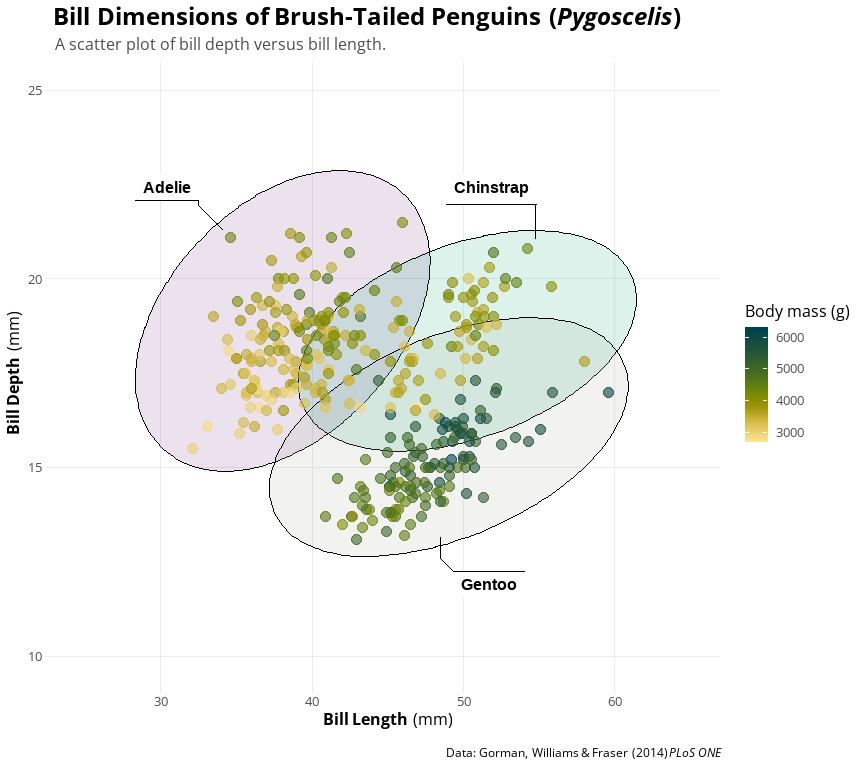 Bill Dimensions of Brush-Tailed Penguins (Pygoscelis)
A scatter plot of bill depth versus bill length.
25
Adelie
Chinstrap
20
Body mass (g)
6000
5000
4000
3000
Bill Depth (mm)
15
Gentoo
10
30 40 50 60
Bill Length (mm)
Data: Gorman, Williams & Fraser (2014) PLoS ONE